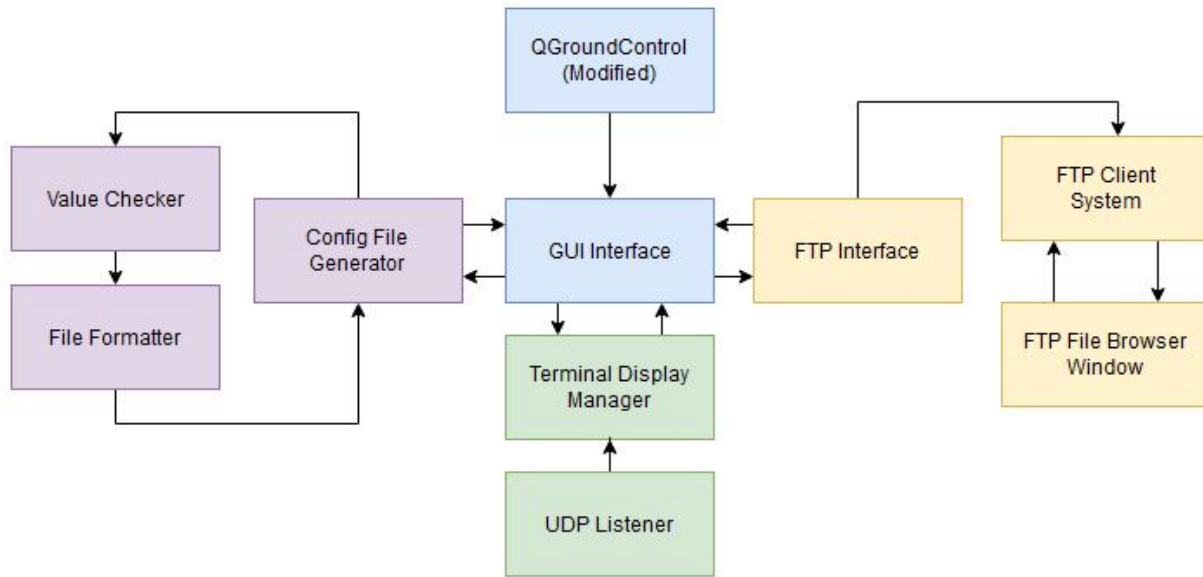 QGroundControl
(Modified)
Value Checker
Config File
Generator
File Formatter
GUI Interface
FTP Interface
FTP Client
System
FTP File Browser
Window
Terminal Display
Manager
UDP Listener